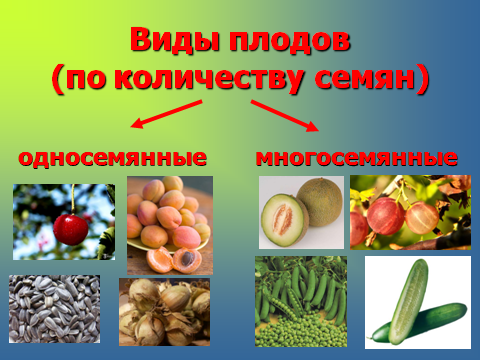 Виды плодов
(по количеству семян)
односемянные
многосемянные